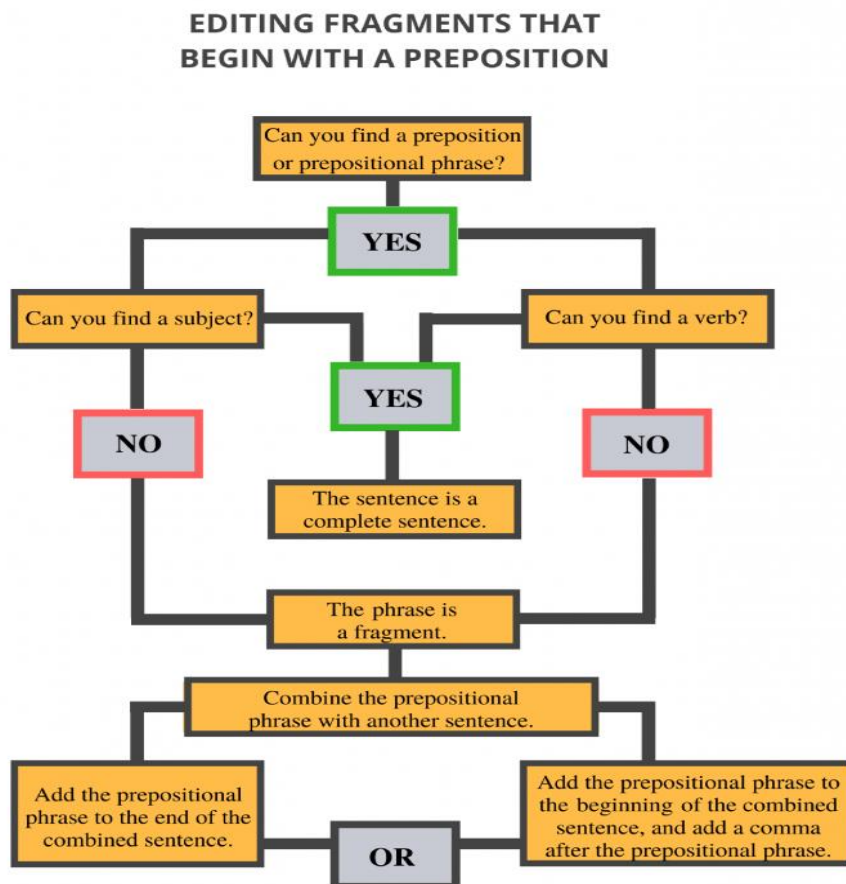 EDITING FRAGMENTS THAT
BEGIN WITH A PREPOSITION
Can you find a preposition
or prepositional phrase?
YES
Can you find a subject?
Can you find a verb?
YES
NO
NO
The sentence is a
complete sentence.
The phrase is
a fragment.
Combine the prepositional
phrase with another sentence.
Add the prepositional
phrase to the end of the
combined sentence.
Add the prepositional phrase to
the beginning of the combined
sentence, and add a comma
after the prepositional phrase.
OR